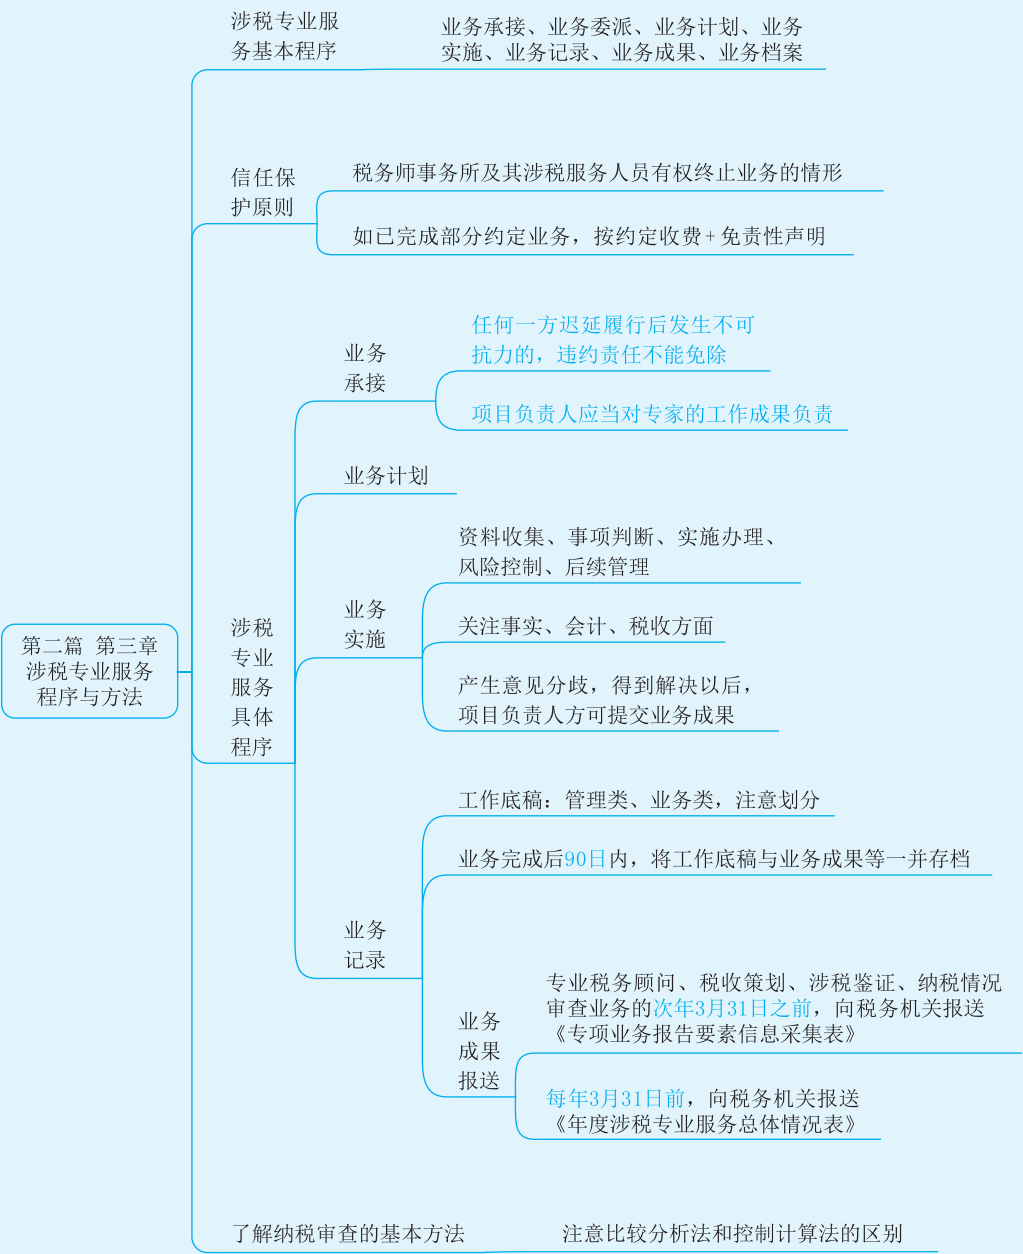 第二篇 第三章
涉税专业服务
程序与方法
涉税专业服
务基本程序
业务承接、业务委派、业务计划、业务
实施、业务记录、业务成果、业务档案
信任保
护原则
税务师事务所及其涉税服务人员有权终止业务的情形
如已完成部分约定业务，按约定收费+免责性声明
涉税
专业
服务
具体
程序
业务
承接
任何一方迟延履行后发生不可
抗力的，违约责任不能免除
项目负责人应当对专家的工作成果负责
业务计划
业务
实施
资料收集、事项判断、实施办理、
风险控制、后续管理
关注事实、会计、税收方面
产生意见分歧，得到解决以后，
项目负责人方可提交业务成果
业务
记录
工作底稿：管理类、业务类，注意划分
业务完成后90日内，将工作底稿与业务成果等一并存档
业务
成果
报送
专业税务顾问、税收策划、涉税鉴证、纳税情况
审查业务的次年3月31日之前，向税务机关报送
《专项业务报告要素信息采集表》
每年3月31日前，向税务机关报送
《年度涉税专业服务总体情况表》
了解纳税审查的基本方法
注意比较分析法和控制计算法的区别